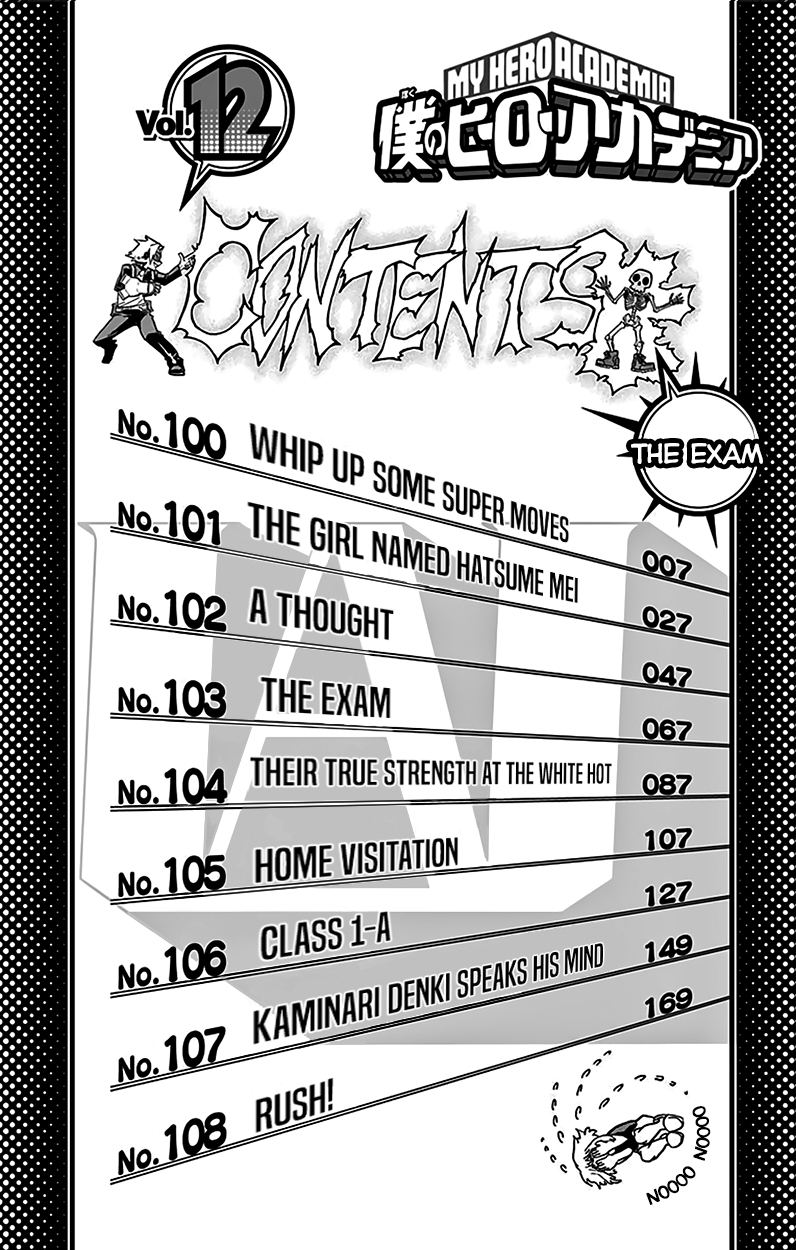 Vol. 12
MY HERO ACADEMIA
ぼく
僕のヒーローアカデミア
CONTENTS
THE EXAM
No. 100 WHIP UP SOME SUPER MOVES 007
No. 101 THE GIRL NAMED HATSUME MEI 027
No. 102 A THOUGHT 047
No. 103 THE EXAM 067
No. 104 THEIR TRUE STRENGTH AT THE WHITE HOT 087
No. 105 HOME VISITATION 107
No. 106 CLASS 1-A 127
No. 107 KAMINARI DENKI SPEAKS HIS MIND 149
No. 108 RUSH! 169
NOOOO NOOOO